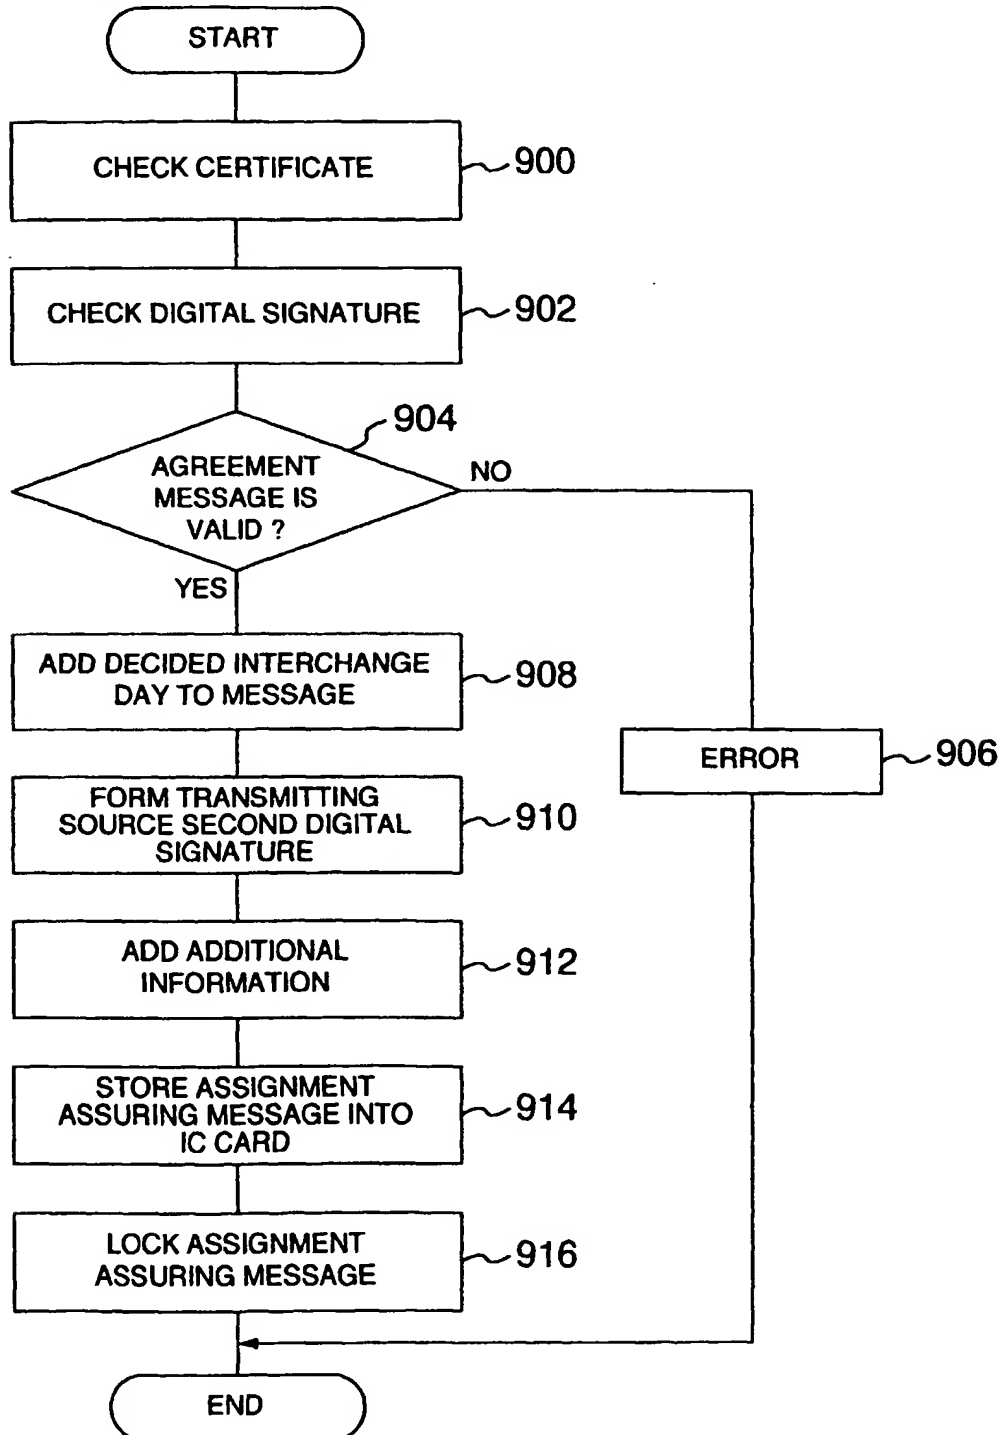 START
CHECK CERTIFICATE
900
CHECK DIGITAL SIGNATURE
902
904
AGREEMENT
MESSAGE IS
VALID ?
NO
YES
ADD DECIDED INTERCHANGE
DAY TO MESSAGE
908
ERROR
906
FORM TRANSMITTING
SOURCE SECOND DIGITAL
SIGNATURE
910
ADD ADDITIONAL
INFORMATION
912
STORE ASSIGNMENT
ASSURING MESSAGE INTO
IC CARD
914
LOCK ASSIGNMENT
ASSURING MESSAGE
916
END